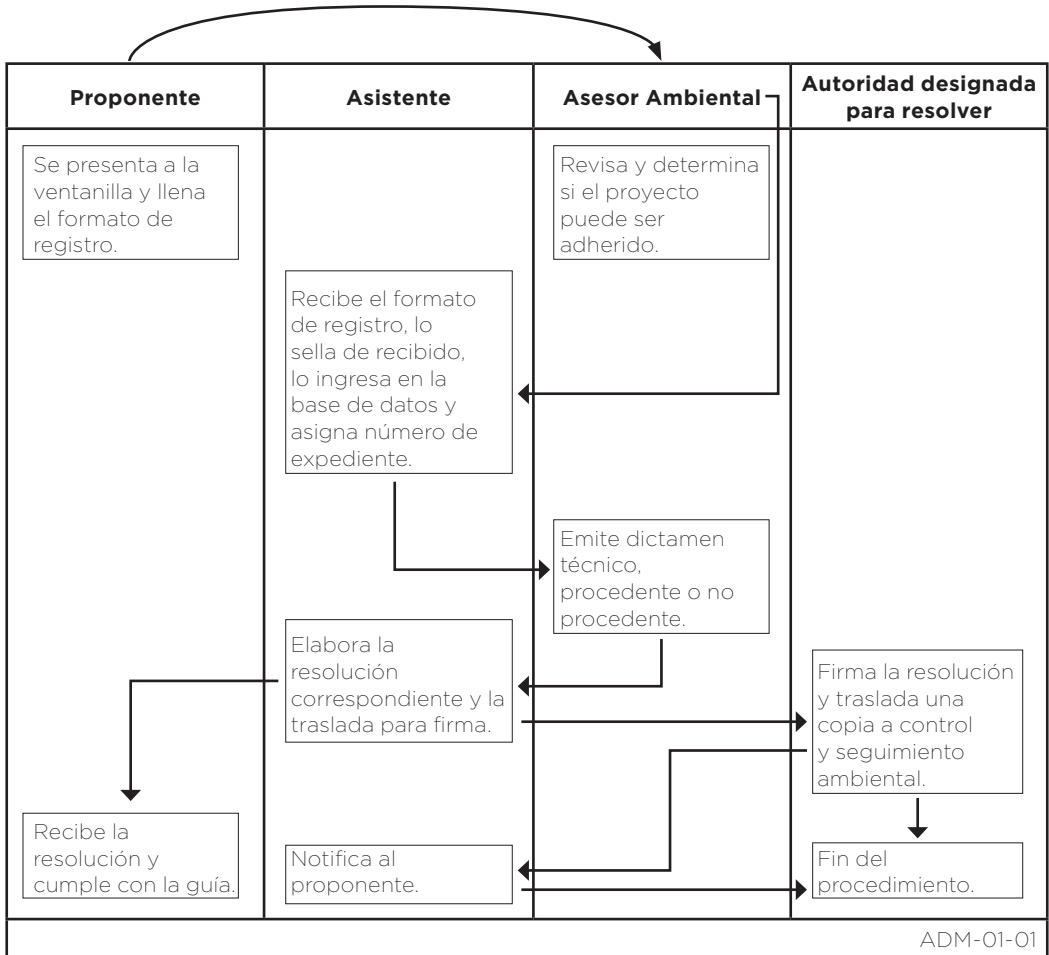 Proponente
Asistente
Asesor Ambiental
Autoridad designada
para resolver
Se presenta a la
ventanilla y llena
el formato de
registro.
Revisa y determina
si el proyecto
puede ser
adherido.
Recibe el formato
de registro, lo
sella de recibido,
lo ingresa en la
base de datos y
asigna número de
expediente.
Emite dictamen
técnico,
procedente o no
procedente.
Elabora la
resolución
correspondiente y la
traslada para firma.
Firma la resolución
y traslada una
copia a control
y seguimiento
ambiental.
Recibe la
resolución y
cumple con la guía.
Notifica al
proponente.
Fin del
procedimiento.
ADM-01-01